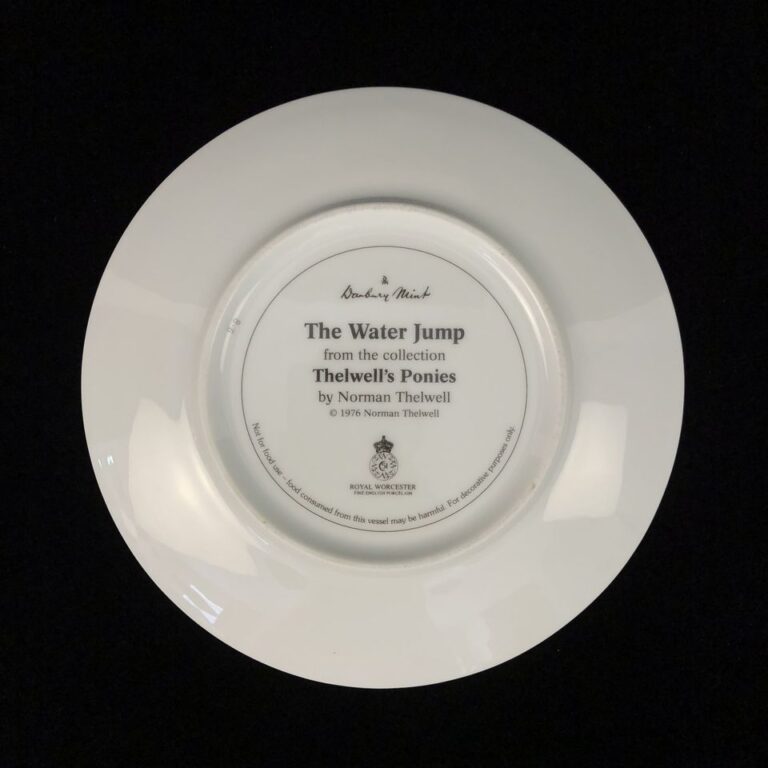 Danbury Mint
The Water Jump
from the collection
Thelwell's Ponies
by Norman Thelwell
© 1976 Norman Thelwell
ROYAL WORCESTER
FINE ENGLISH PORCELAIN
Not for food use - food consumed from this vessel may be harmful. For decorative purposes only.